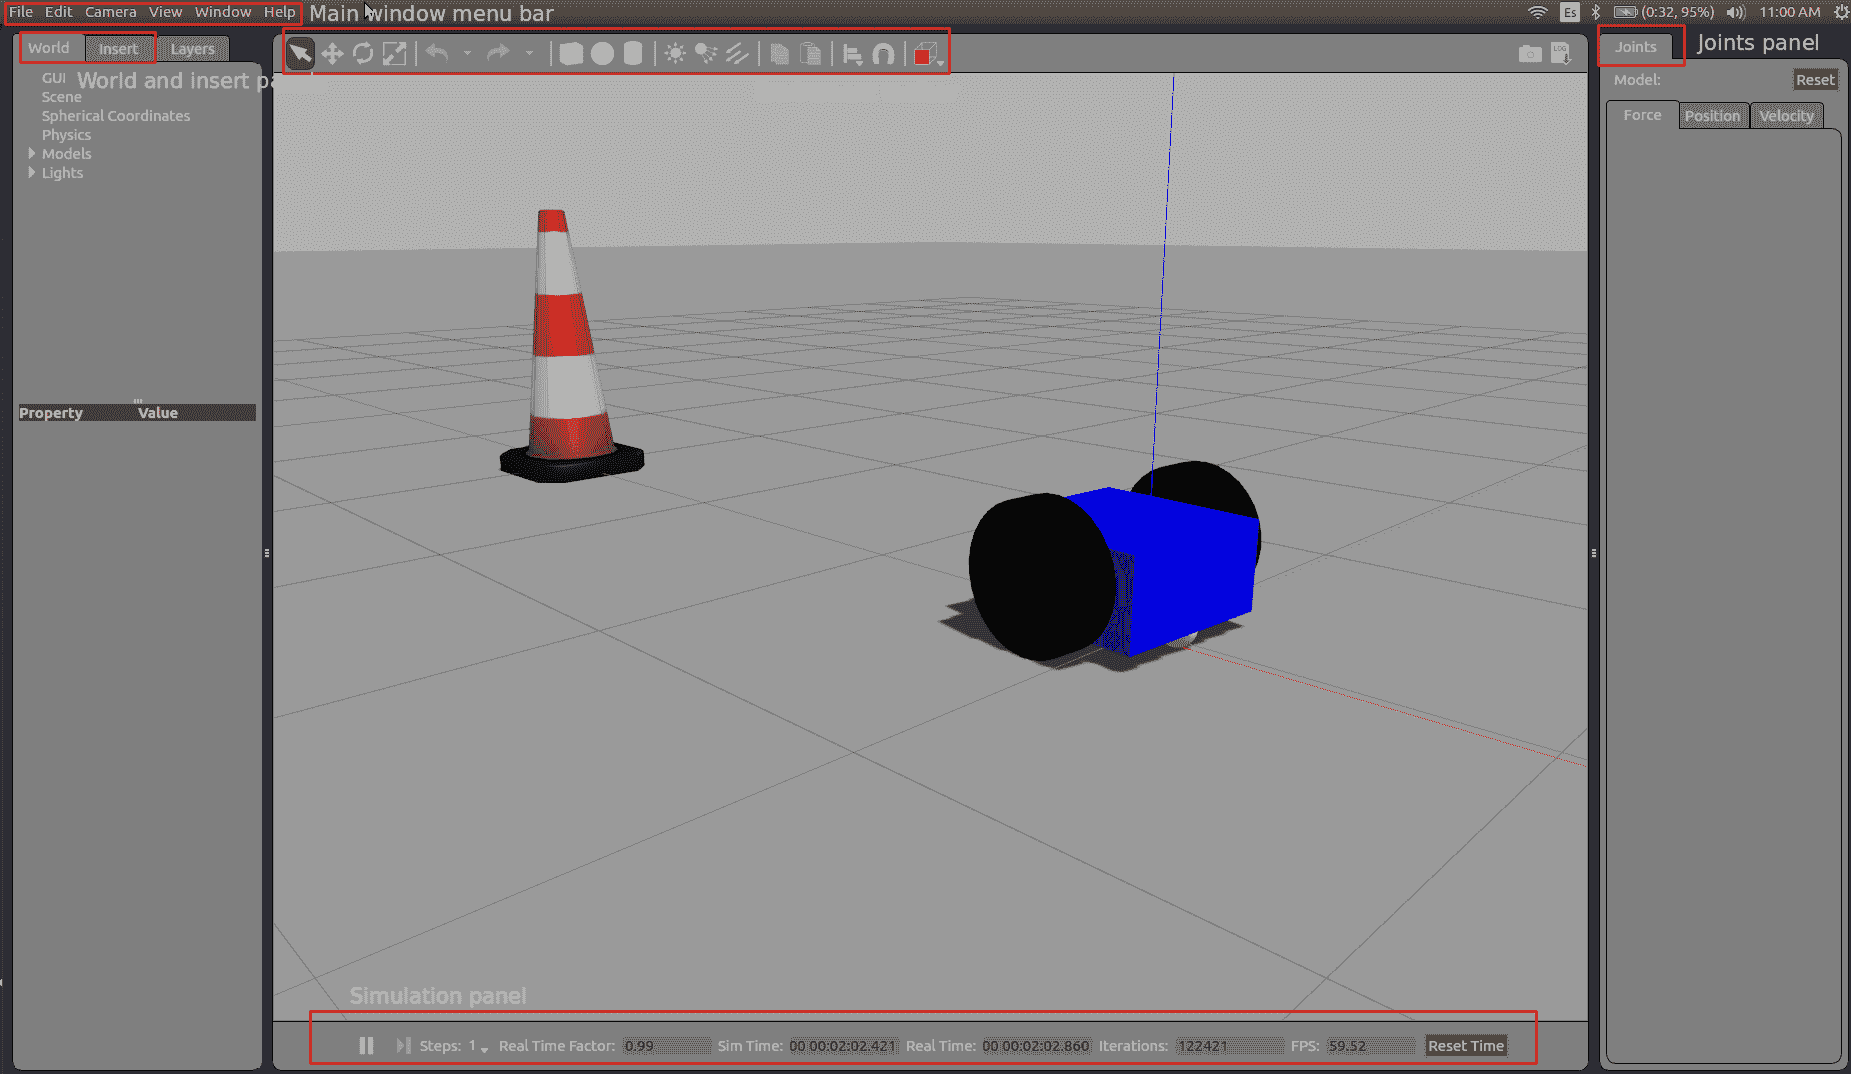 File Edit Camera View Window Help Main window menu bar
Es (0:32, 95%) 11:00 AM
World Insert Layers
LOG
Joints Joints panel
GUI World and insert pa
Scene
Spherical Coordinates
Physics
Models
Lights
Property Value
Model: Reset
Force Position Velocity
Simulation panel
Steps: 1 Real Time Factor: 0.99 Sim Time: 00 00:02:02.421 Real Time: 00 00:02:02.860 Iterations: 122421 FPS: 59.52 Reset Time